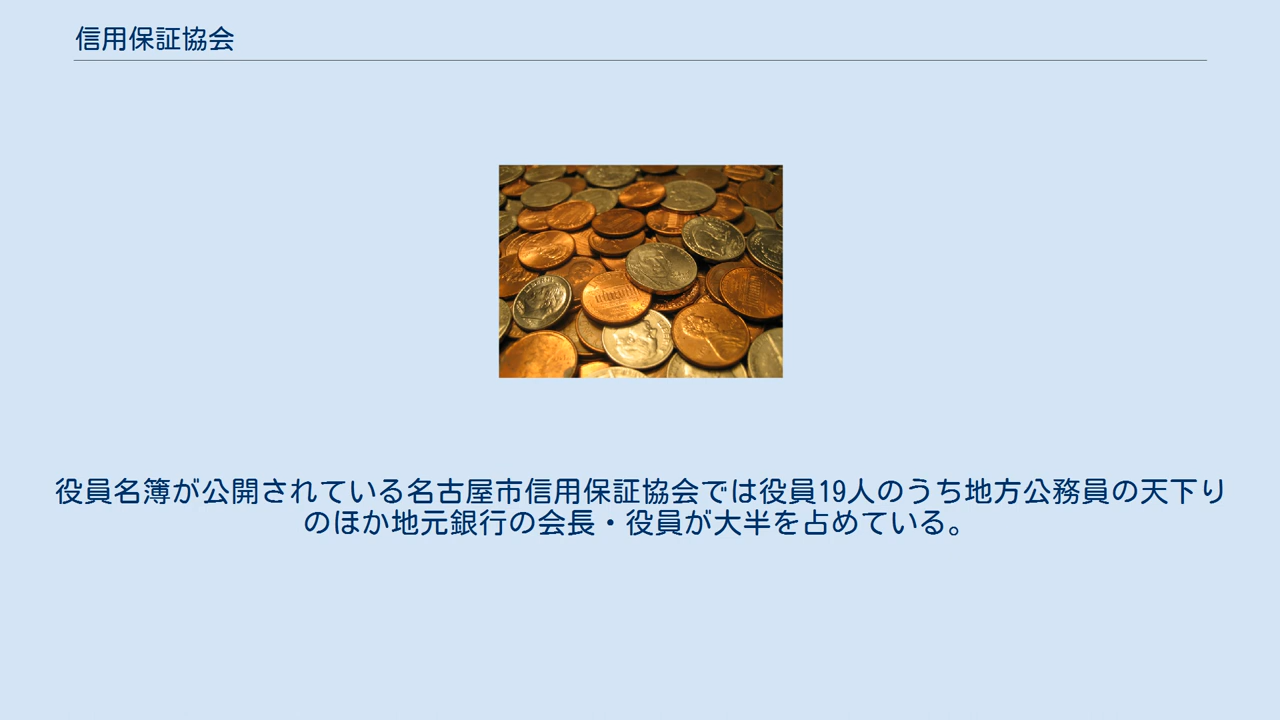 信用保証協会
役員名簿が公開されている名古屋市信用保証協会では役員19人のうち地方公務員の天下り
のほか地元銀行の会長・役員が大半を占めている。